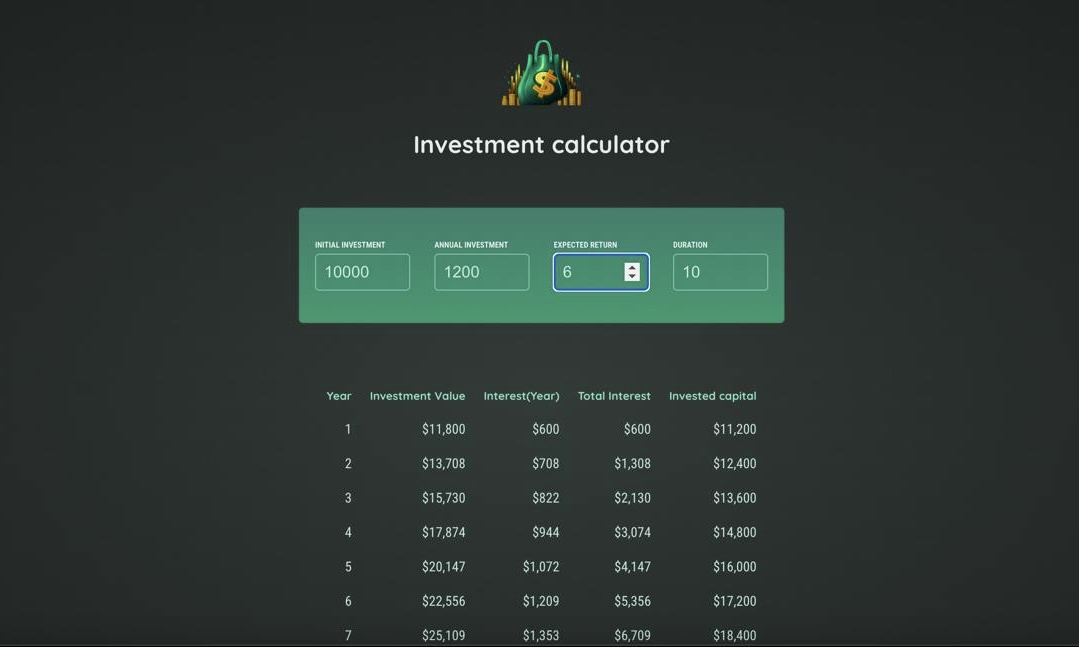 $
Investment calculator
INITIAL INVESTMENT ANNUAL INVESTMENT EXPECTED RETURN DURATION
10000 1200 6 10
Year Investment Value Interest(Year) Total Interest Invested capital
1 $11,800 $600 $600 $11,200
2 $13,708 $708 $1,308 $12,400
3 $15,730 $822 $2,130 $13,600
4 $17,874 $944 $3,074 $14,800
5 $20,147 $1,072 $4,147 $16,000
6 $22,556 $1,209 $5,356 $17,200
7 $25,109 $1,353 $6,709 $18,400